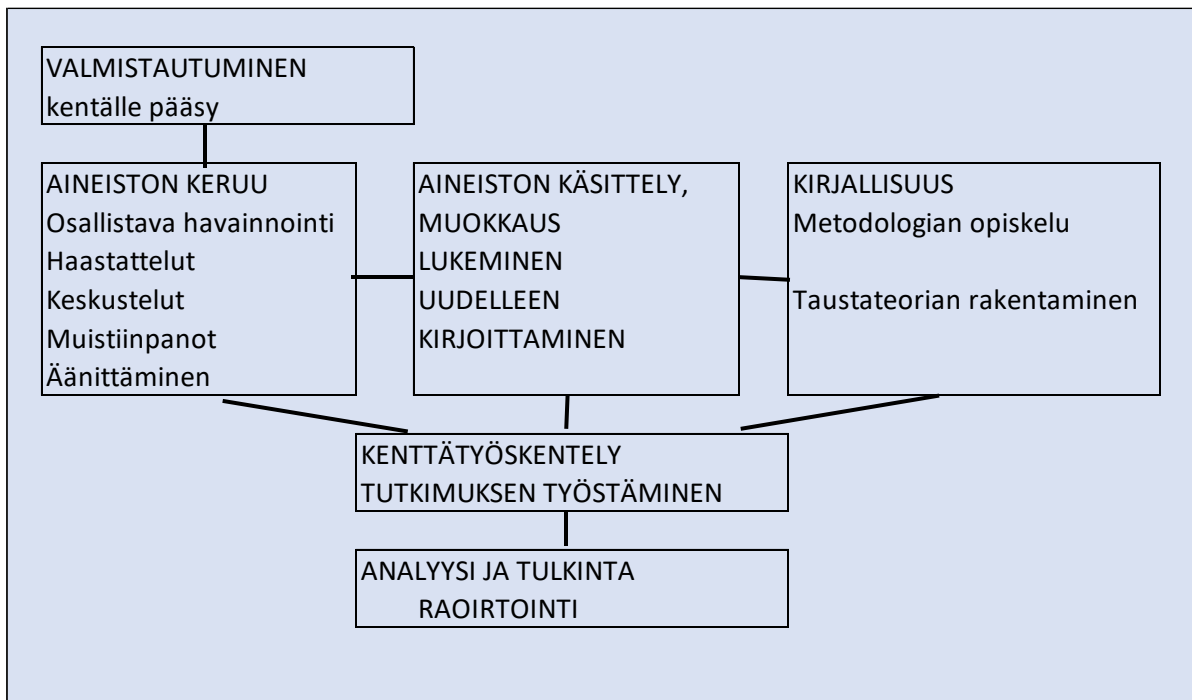 VALMISTAUTUMINEN
kentälle pääsy
AINEISTON KERUU
Osallistava havainnointi
Haastattelut
Keskustelut
Muistiinpanot
Äänittäminen
AINEISTON KÄSITTELY,
MUOKKAUS
LUKEMINEN
UUDELLEEN
KIRJOITTAMINEN
KIRJALLISUUS
Metodologian opiskelu
Taustateorian rakentaminen
KENTTÄTYÖSKENTELY
TUTKIMUKSEN TYÖSTÄMINEN
ANALYYSI JA TULKINTA
RAOIRTOINTI